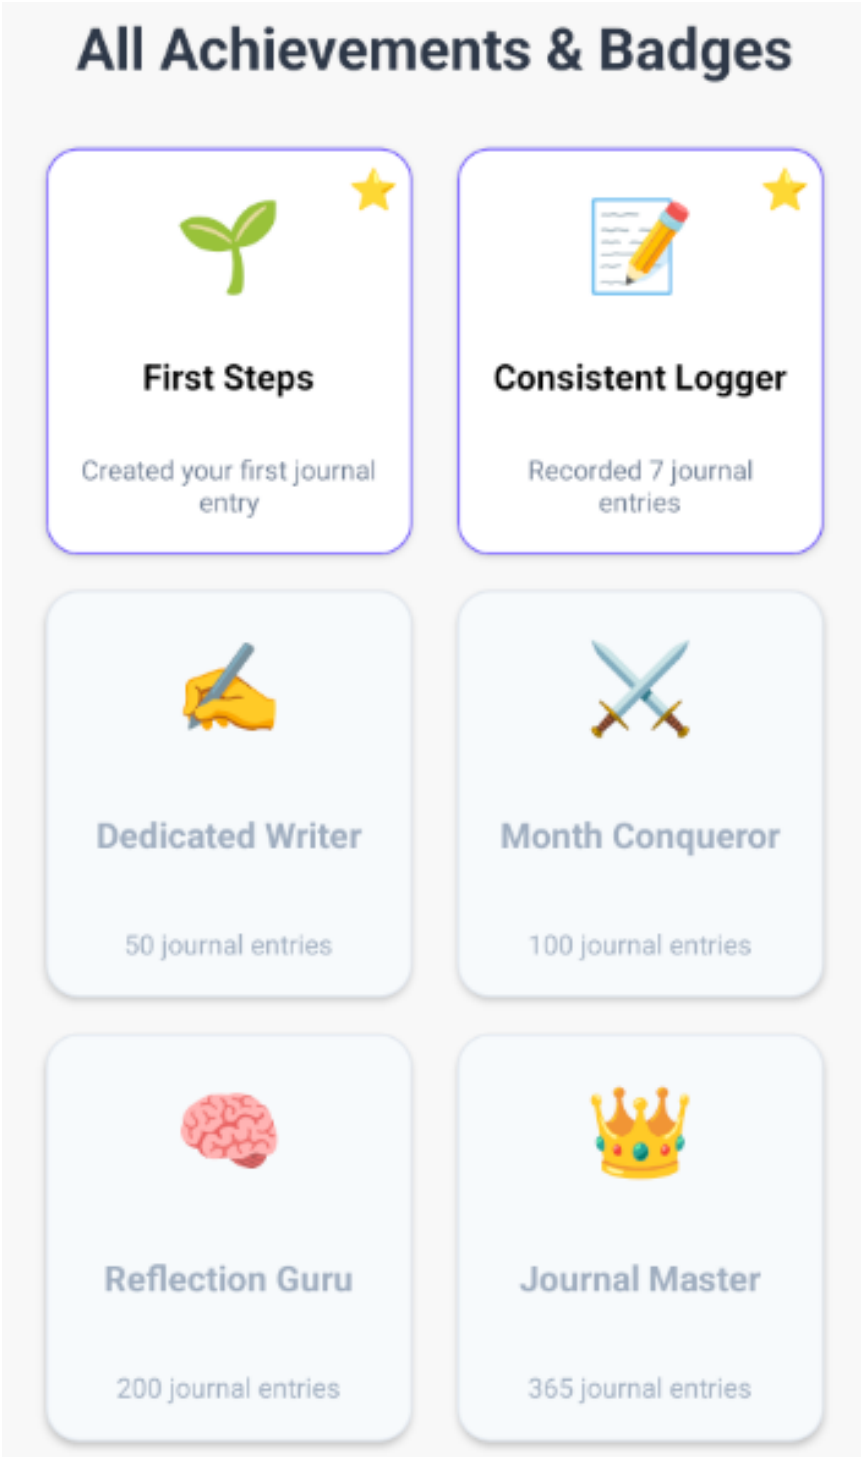 All Achievements & Badges
First Steps
Created your first journal
entry
Consistent Logger
Recorded 7 journal
entries
Dedicated Writer
50 journal entries
Month Conqueror
100 journal entries
Reflection Guru
200 journal entries
Journal Master
365 journal entries